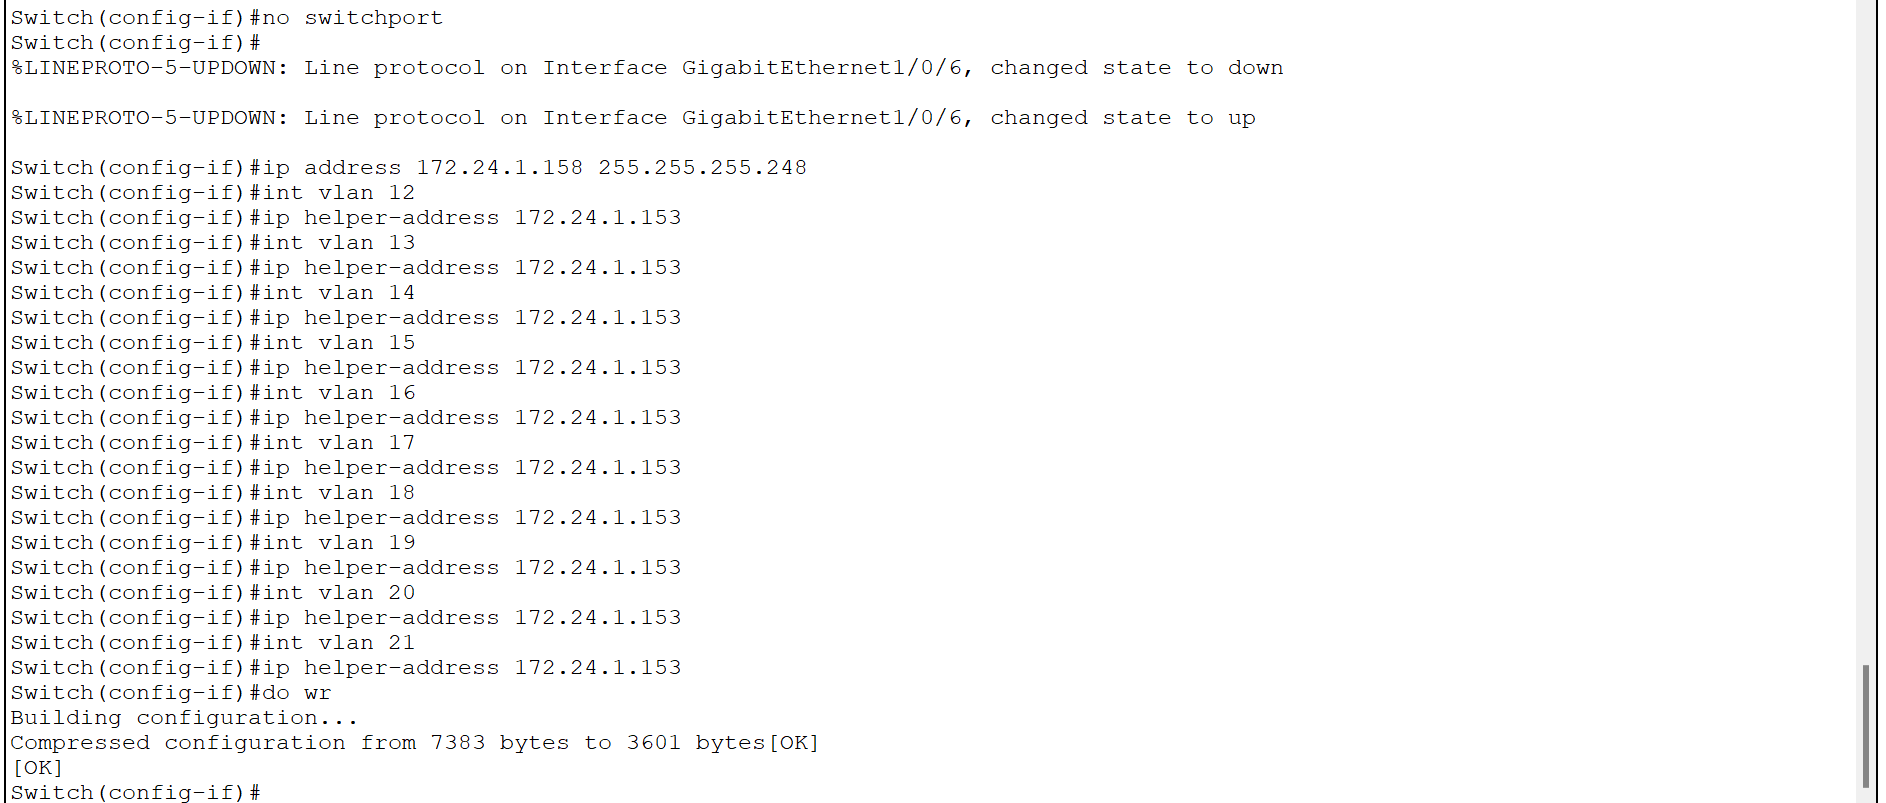 Switch(config-if)#no switchport
Switch(config-if)#
%LINEPROTO-5-UPDOWN: Line protocol on Interface GigabitEthernet1/0/6, changed state to down
%LINEPROTO-5-UPDOWN: Line protocol on Interface GigabitEthernet1/0/6, changed state to up
Switch(config-if)#ip address 172.24.1.158 255.255.255.248
Switch(config-if)#int vlan 12
Switch(config-if)#ip helper-address 172.24.1.153
Switch(config-if)#int vlan 13
Switch(config-if)#ip helper-address 172.24.1.153
Switch(config-if)#int vlan 14
Switch(config-if)#ip helper-address 172.24.1.153
Switch(config-if)#int vlan 15
Switch(config-if)#ip helper-address 172.24.1.153
Switch(config-if)#int vlan 16
Switch(config-if)#ip helper-address 172.24.1.153
Switch(config-if)#int vlan 17
Switch(config-if)#ip helper-address 172.24.1.153
Switch(config-if)#int vlan 18
Switch(config-if)#ip helper-address 172.24.1.153
Switch(config-if)#int vlan 19
Switch(config-if)#ip helper-address 172.24.1.153
Switch(config-if)#int vlan 20
Switch(config-if)#ip helper-address 172.24.1.153
Switch(config-if)#int vlan 21
Switch(config-if)#ip helper-address 172.24.1.153
Switch(config-if)#do wr
Building configuration...
Compressed configuration from 7383 bytes to 3601 bytes[OK]
[OK]
Switch(config-if)#